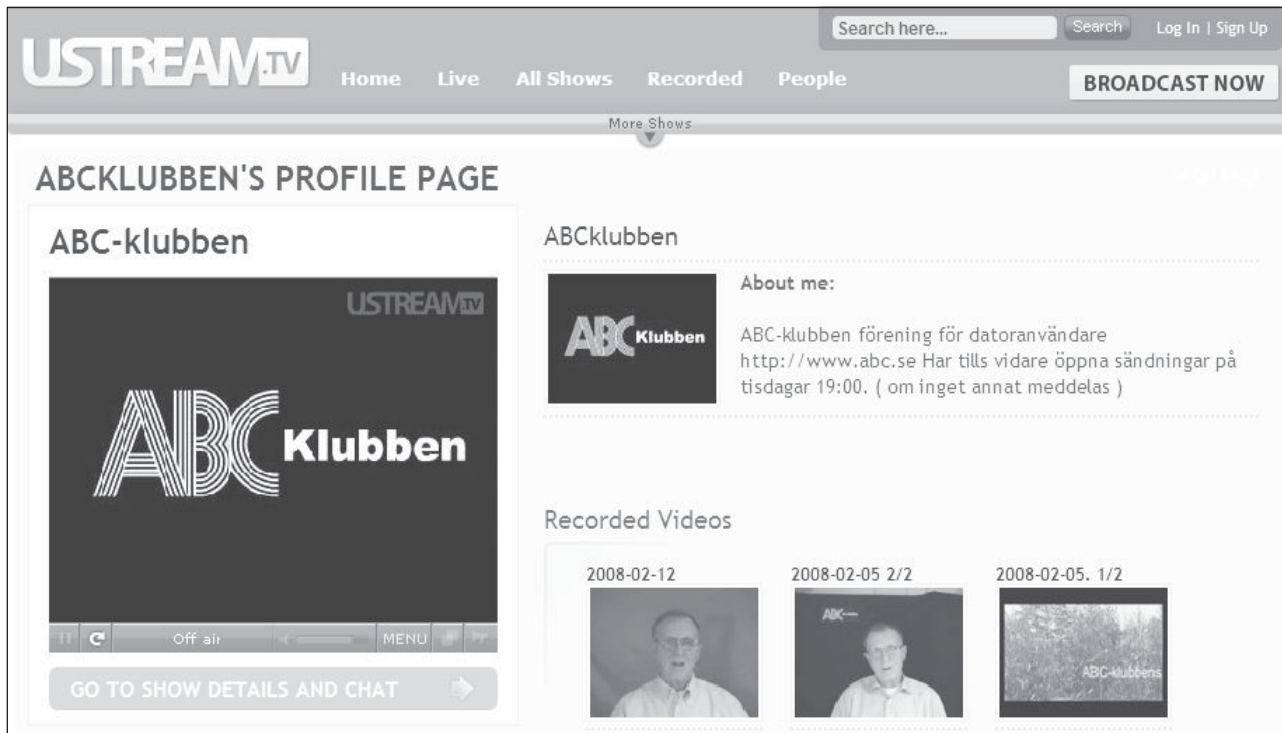 Search here...
Search
Log In | Sign Up
USTREAM.TV
Home
Live
All Shows
Recorded
People
BROADCAST NOW
More Shows
ABCKLUBBEN'S PROFILE PAGE
ABC-klubben
USTREAM TV
ABC Klubben
Off air
MENU
GO TO SHOW DETAILS AND CHAT
ABCklubben
ABC Klubben
About me:
ABC-klubben förening för datoranvändare
http://www.abc.se Har tills vidare öppna sändningar på
tisdagar 19:00. ( om inget annat meddelas )
Recorded Videos
2008-02-12
2008-02-05 2/2
2008-02-05. 1/2
ABC
ABC-klubbens